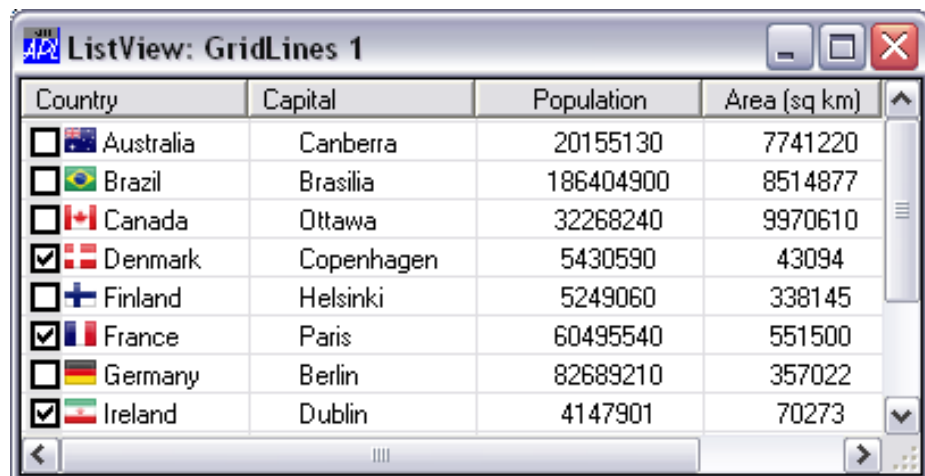 APL ListView: GridLines 1
Country Capital Population Area (sq km)
Australia Canberra 20155130 7741220
Brazil Brasilia 186404900 8514877
Canada Ottawa 32268240 9970610
Denmark Copenhagen 5430590 43094
Finland Helsinki 5249060 338145
France Paris 60495540 551500
Germany Berlin 82689210 357022
Ireland Dublin 4147901 70273